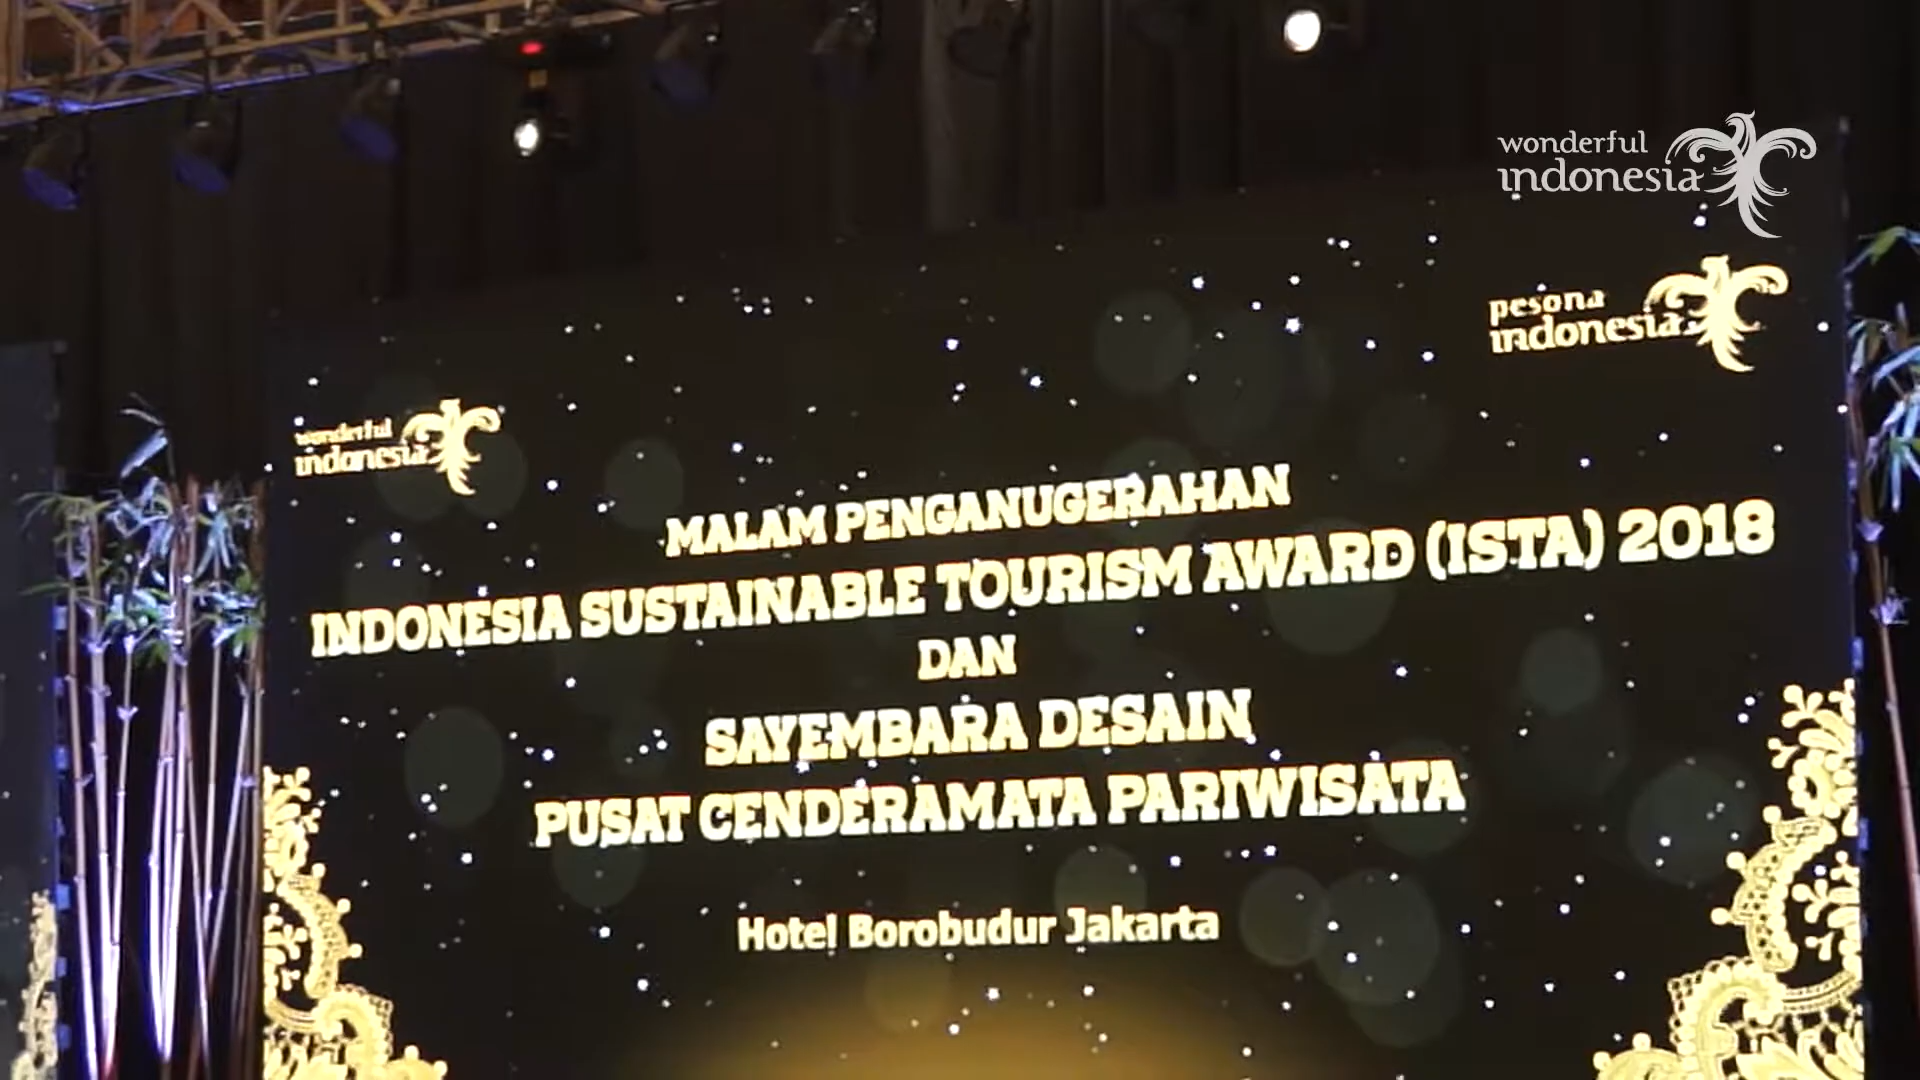 wonderful
indonesia
pesona
indonesia
wonderful
indonesia
MALAM PENGANUGERAHAN
INDONESIA SUSTAINABLE TOURISM AWARD (ISTA) 2018
DAN
SAYEMBARA DESAIN
PUSAT CENDERAMATA PARIWISATA
Hotel Borobudur Jakarta